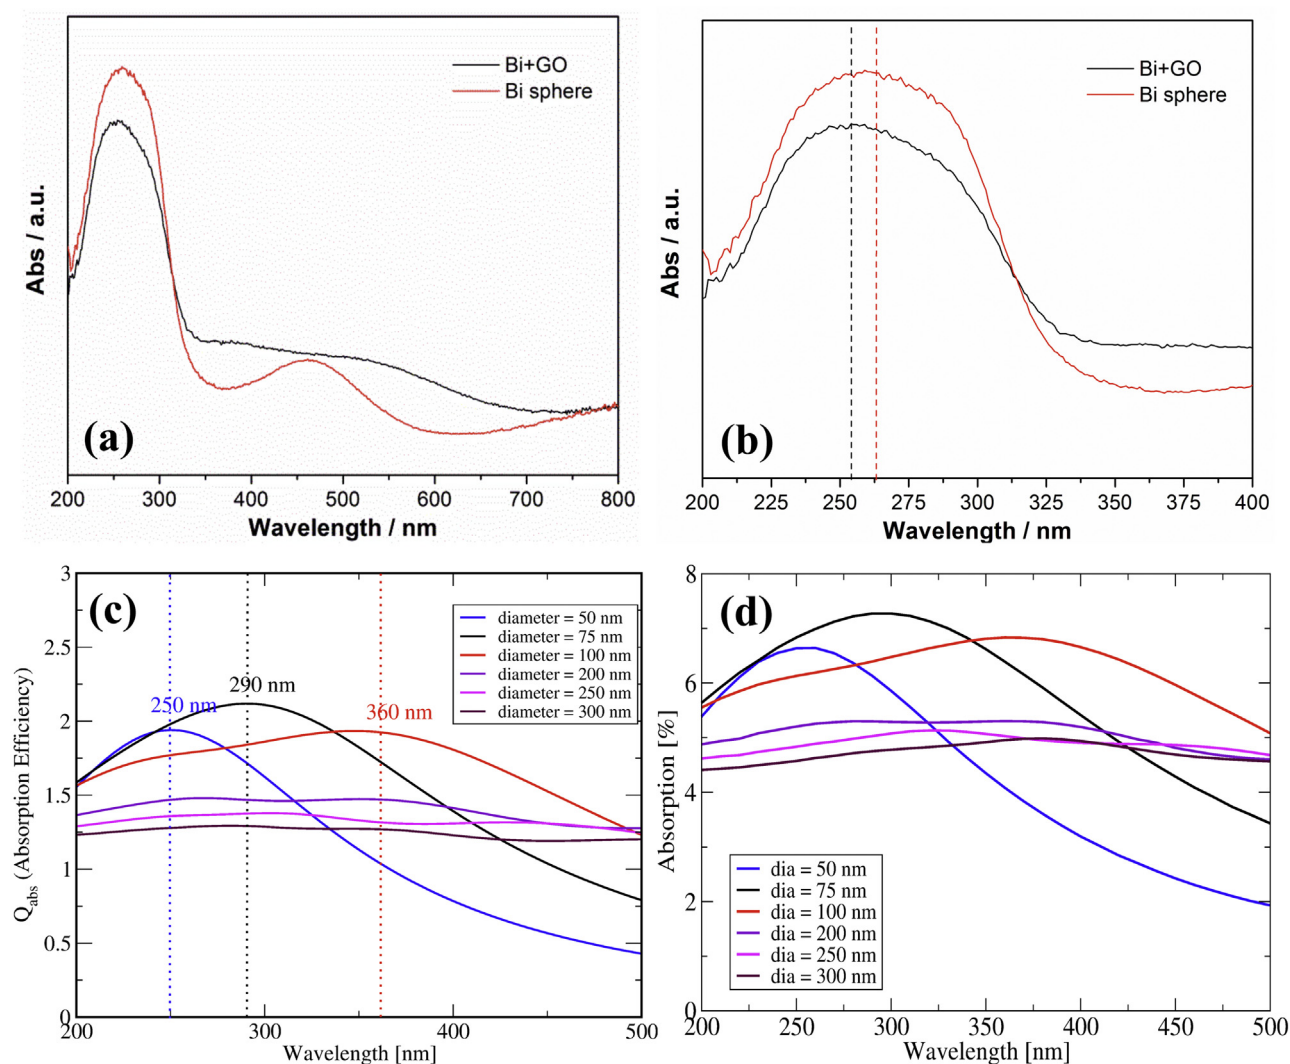 Bi+GO
Bi sphere
Abs / a.u.
(a)
200 300 400 500 600 700 800
Wavelength / nm
Bi+GO
Bi sphere
Abs / a.u.
(b)
200 225 250 275 300 325 350 375 400
Wavelength / nm
3
2.5
2
1.5
1
0.5
0
(c)
diameter = 50 nm
diameter = 75 nm
diameter = 100 nm
diameter = 200 nm
diameter = 250 nm
diameter = 300 nm
290 nm
250 nm
360 nm
Qabs (Absorption Efficiency)
200 300 400 500
Wavelength [nm]
8
6
4
2
0
(d)
Absorption [%]
dia = 50 nm
dia = 75 nm
dia = 100 nm
dia = 200 nm
dia = 250 nm
dia = 300 nm
200 250 300 350 400 450 500
Wavelength [nm]